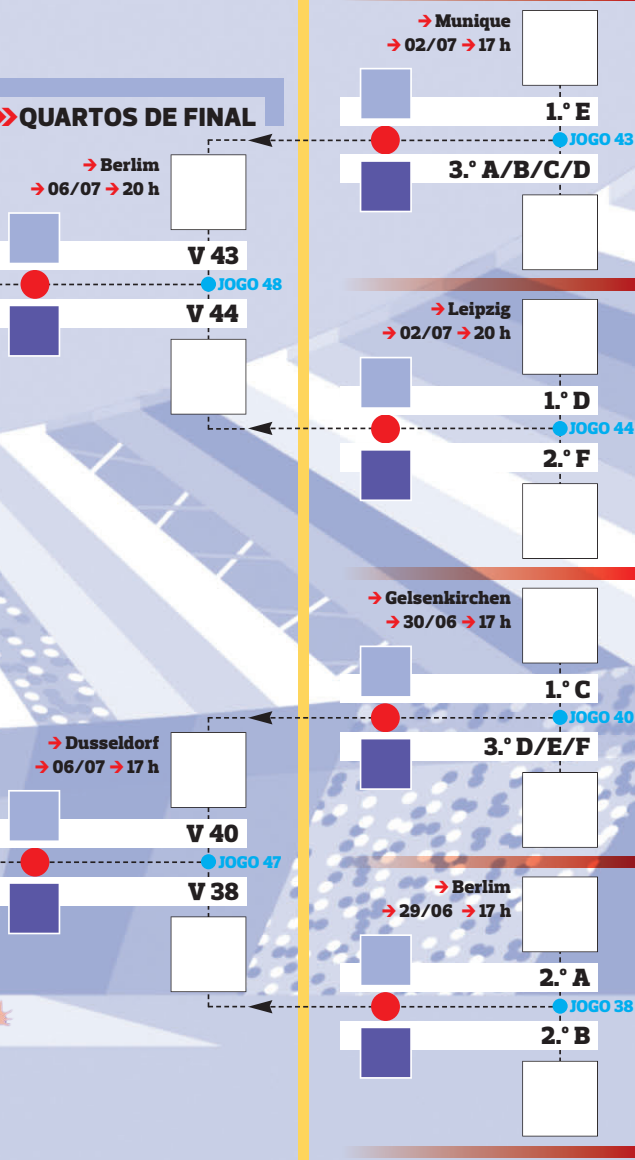 »QUARTOS DE FINAL
→ Berlim
→ 06/07 → 20 h
V 43
JOGO 48
V 44
→ Dusseldorf
→ 06/07 → 17 h
V 40
JOGO 47
V 38
→ Munique
→ 02/07 → 17 h
1.º E
JOGO 43
3.º A/B/C/D
→ Leipzig
→ 02/07 → 20 h
1.º D
JOGO 44
2.º F
→ Gelsenkirchen
→ 30/06 → 17 h
1.º C
JOGO 40
3.º D/E/F
→ Berlim
→ 29/06 → 17 h
2.º A
JOGO 38
2.º B